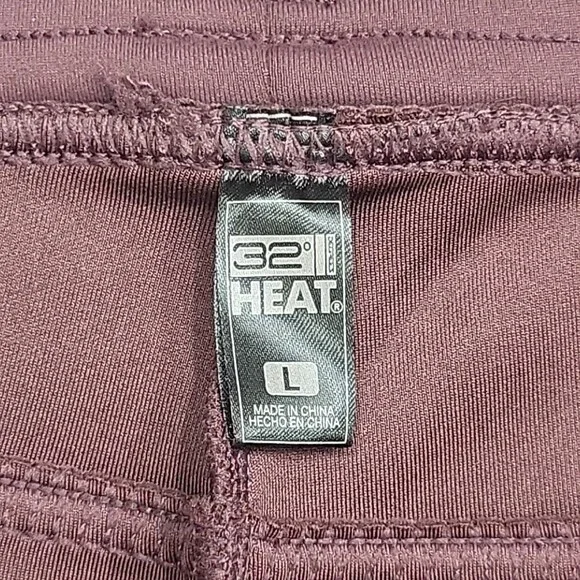 32°
HEAT®
L
MADE IN CHINA
HECHO EN CHINA